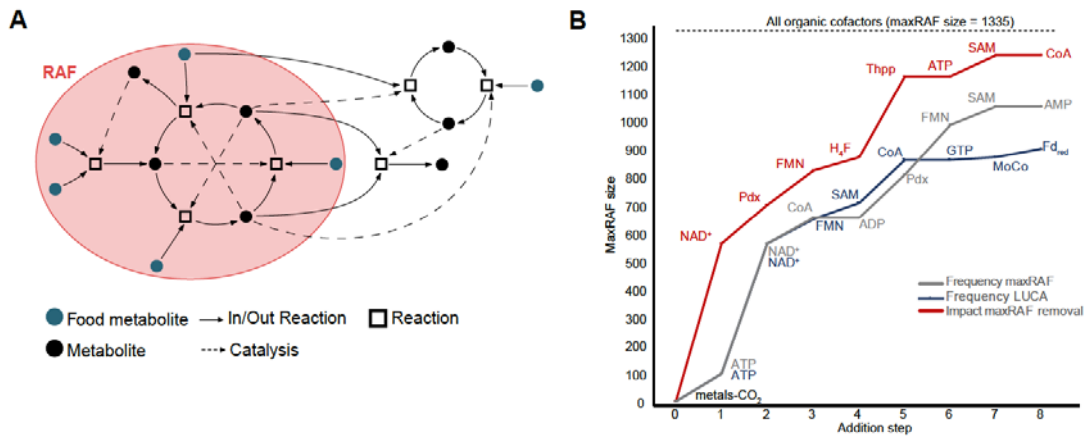 A
RAF
Food metabolite
In/Out Reaction
Reaction
Metabolite
Catalysis
B
All organic cofactors (maxRAF size = 1335)
MaxRAF size
1300
1200
1100
1000
900
800
700
600
500
400
300
200
100
0
NAD⁺
Pdx
FMN
H₄F
Thpp
ATP
SAM
CoA
ATP
NAD⁺
CoA
ADP
Pdx
FMN
SAM
AMP
ATP
NAD⁺
FMN
SAM
CoA
GTP
MoCo
Fd_red
metals-CO₂
Frequency maxRAF
Frequency LUCA
Impact maxRAF removal
0 1 2 3 4 5 6 7 8
Addition step